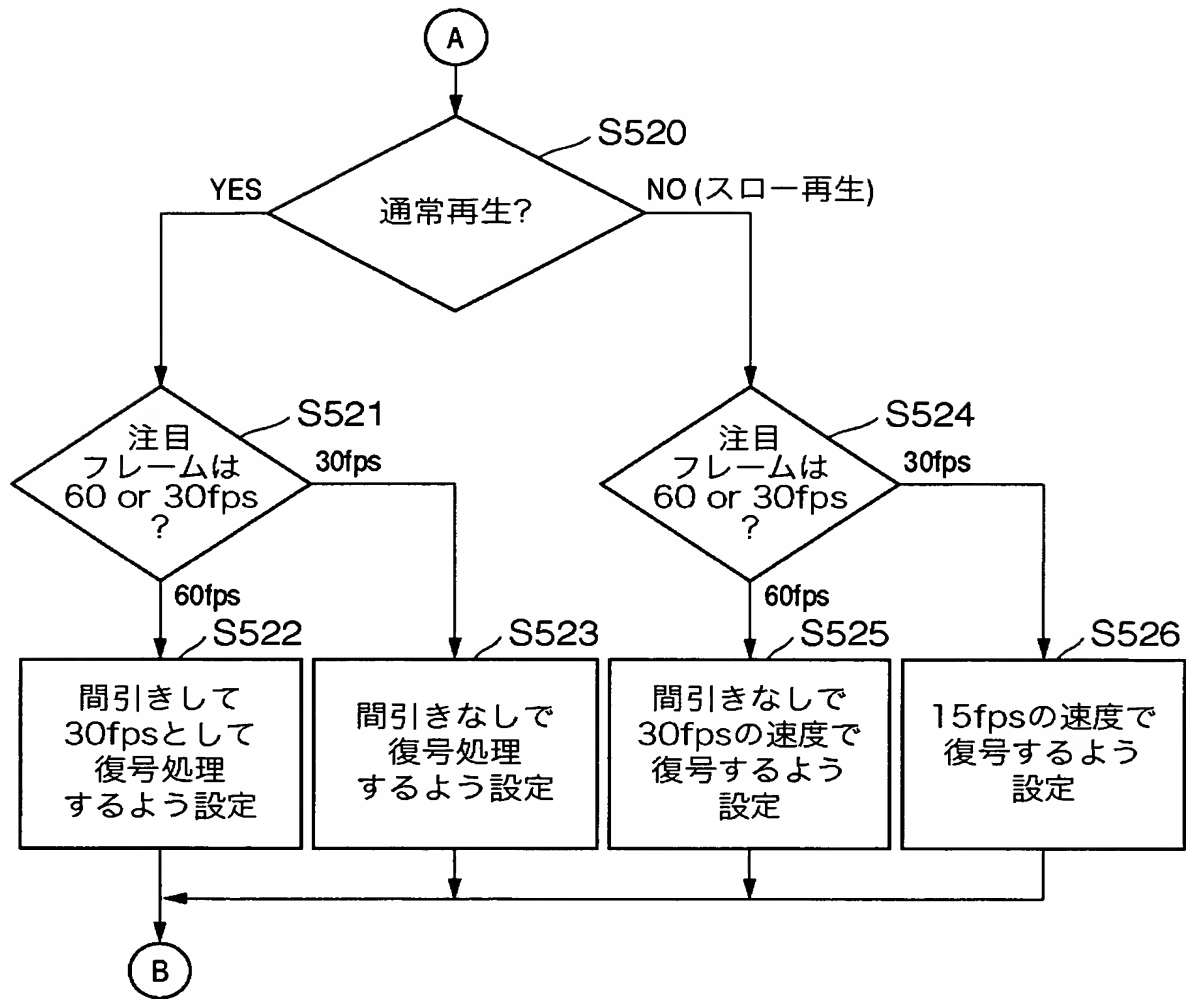 A
S520
YES
NO (スロー再生)
通常再生?
S521
注目
フレームは
60 or 30fps
?
30fps
60fps
S524
注目
フレームは
60 or 30fps
?
30fps
60fps
S522
間引きして
30fpsとして
復号処理
するよう設定
S523
間引きなしで
復号処理
するよう設定
S525
間引きなしで
30fpsの速度で
復号するよう
設定
S526
15fpsの速度で
復号するよう
設定
B